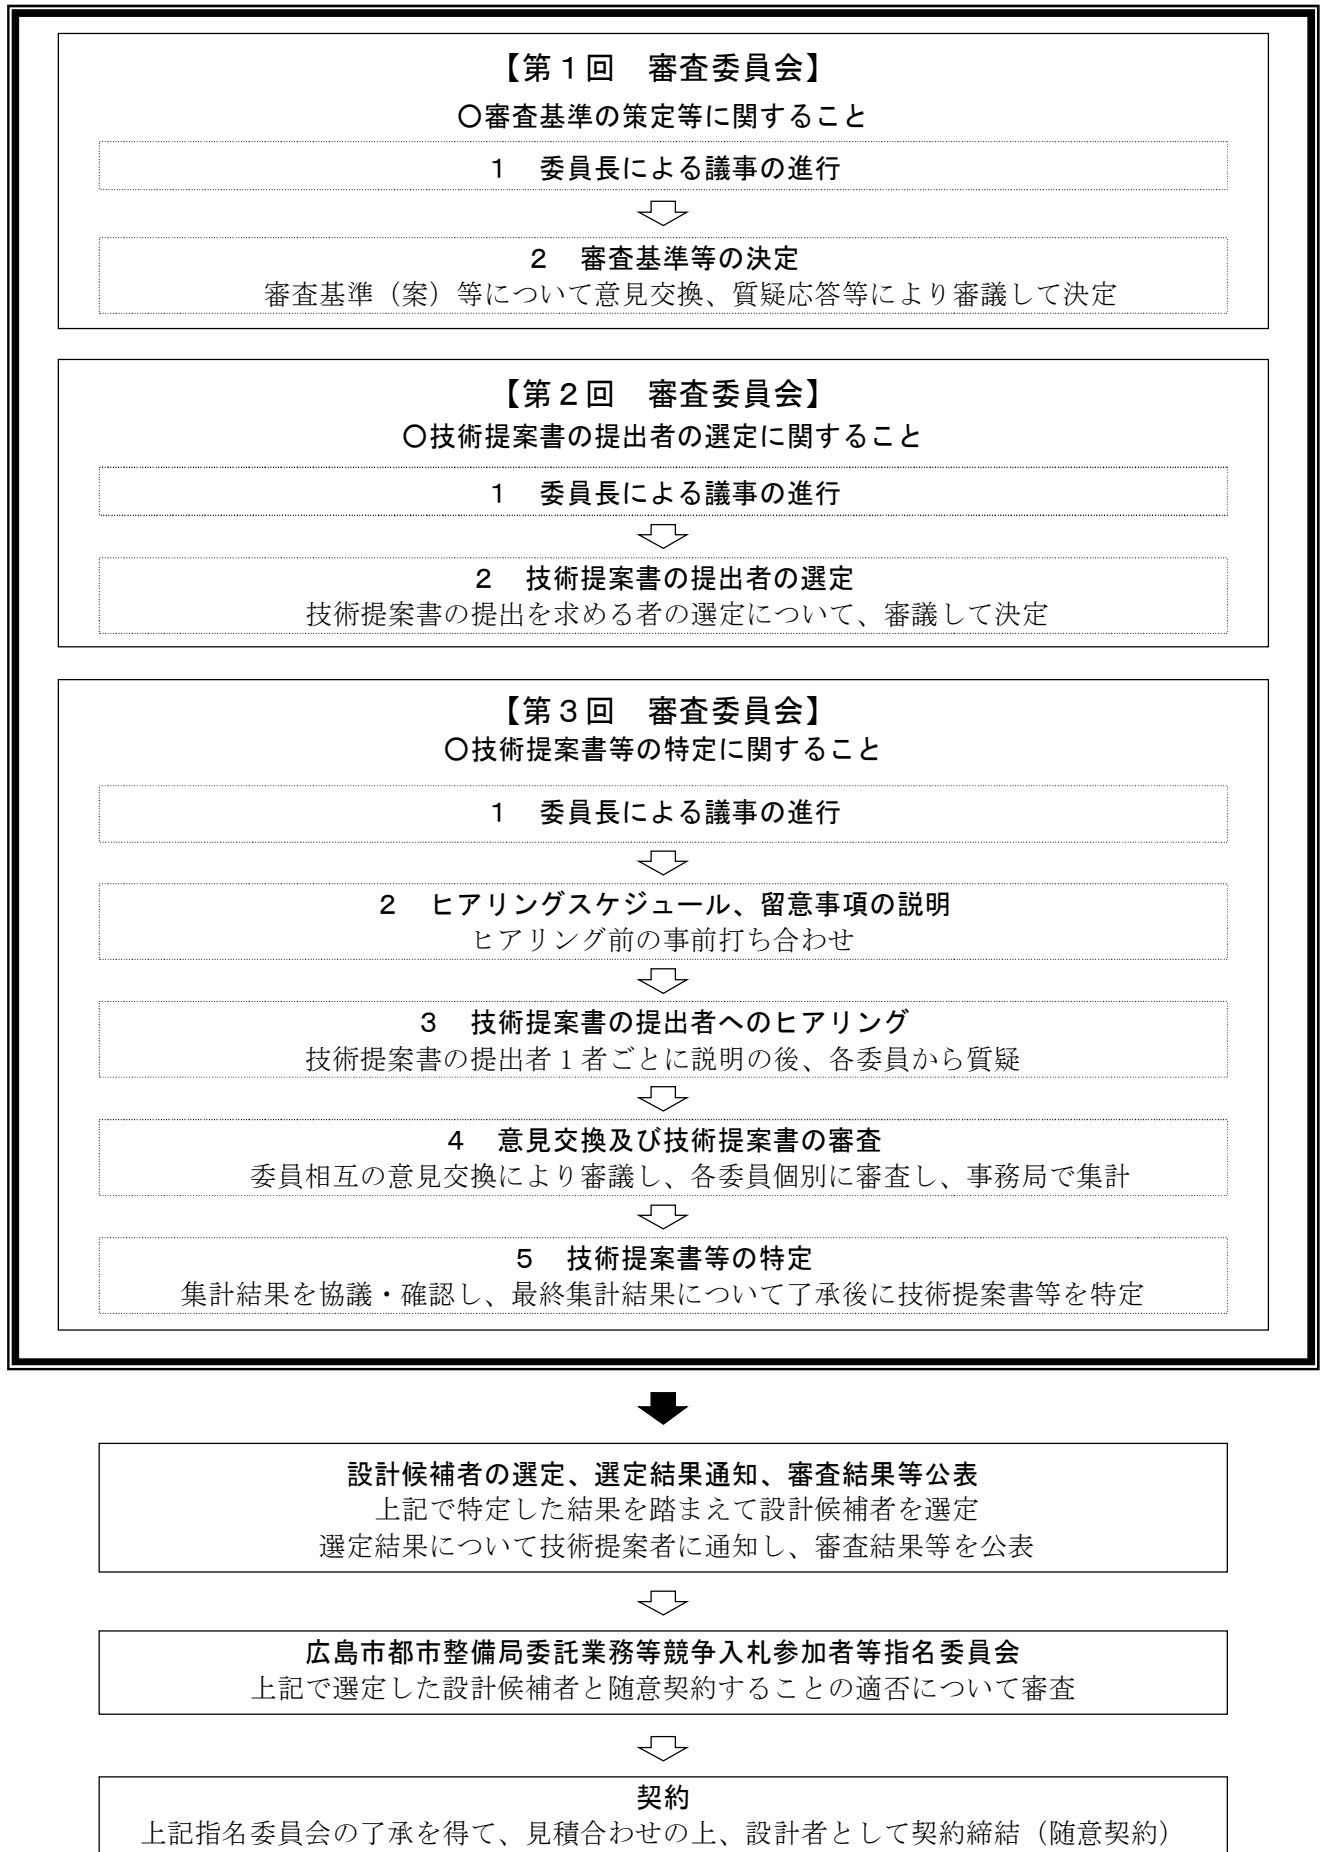 【第１回　審査委員会】
〇審査基準の策定等に関すること
１　委員長による議事の進行
２　審査基準等の決定
審査基準（案）等について意見交換、質疑応答等により審議して決定
【第２回　審査委員会】
〇技術提案書の提出者の選定に関すること
１　委員長による議事の進行
２　技術提案書の提出者の選定
技術提案書の提出を求める者の選定について、審議して決定
【第３回　審査委員会】
〇技術提案書等の特定に関すること
１　委員長による議事の進行
２　ヒアリングスケジュール、留意事項の説明
ヒアリング前の事前打ち合わせ
３　技術提案書の提出者へのヒアリング
技術提案書の提出者１者ごとに説明の後、各委員から質疑
４　意見交換及び技術提案書の審査
委員相互の意見交換により審議し、各委員個別に審査し、事務局で集計
５　技術提案書等の特定
集計結果を協議・確認し、最終集計結果について了承後に技術提案書等を特定
設計候補者の選定、選定結果通知、審査結果等公表
上記で特定した結果を踏まえて設計候補者を選定
選定結果について技術提案者に通知し、審査結果等を公表
広島市都市整備局委託業務等競争入札参加者等指名委員会
上記で選定した設計候補者と随意契約することの適否について審査
契約
上記指名委員会の了承を得て、見積合わせの上、設計者として契約締結（随意契約）